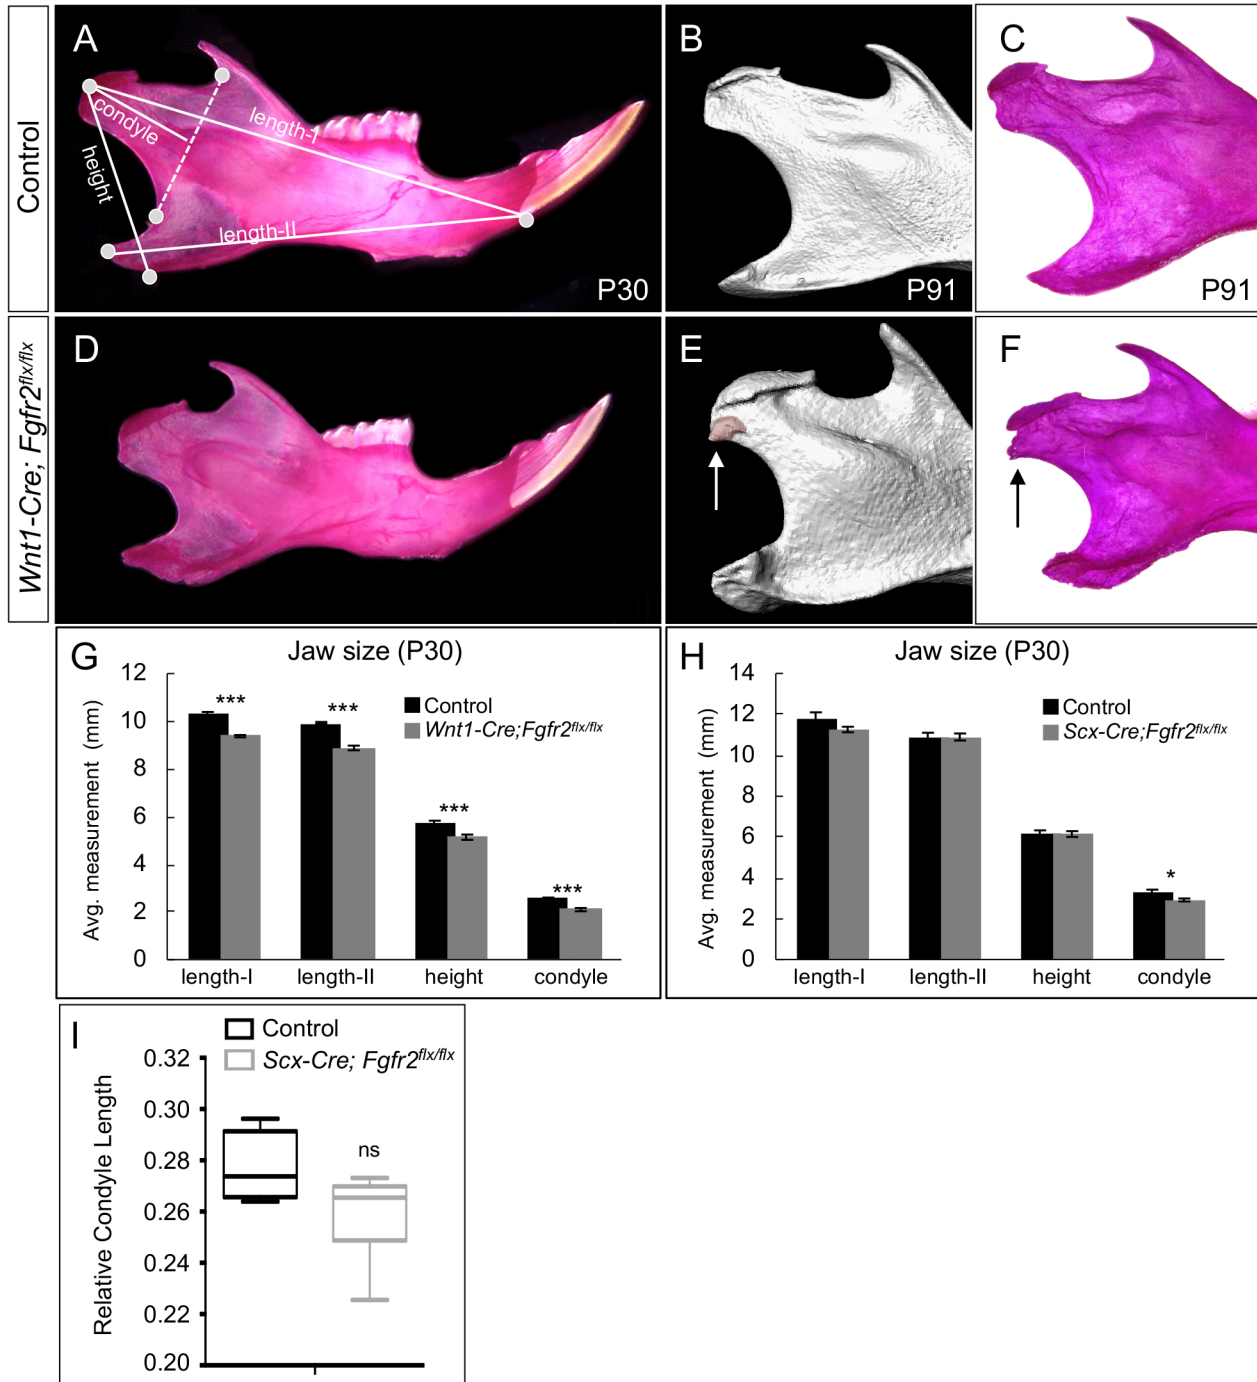 Control
A
condyle
length-I
height
length-II
P30
B
P91
C
P91
Wnt1-Cre; Fgfr2flx/flx
D
E
F
G
Jaw size (P30)
Avg. measurement (mm)
12
10
8
6
4
2
0
Control
Wnt1-Cre;Fgfr2flx/flx
***
***
***
***
length-I
length-II
height
condyle
H
Jaw size (P30)
Avg. measurement (mm)
14
12
10
8
6
4
2
0
Control
Scx-Cre;Fgfr2flx/flx
*
length-I
length-II
height
condyle
I
Control
Scx-Cre; Fgfr2flx/flx
Relative Condyle Length
0.32
0.30
0.28
0.26
0.24
0.22
0.20
ns